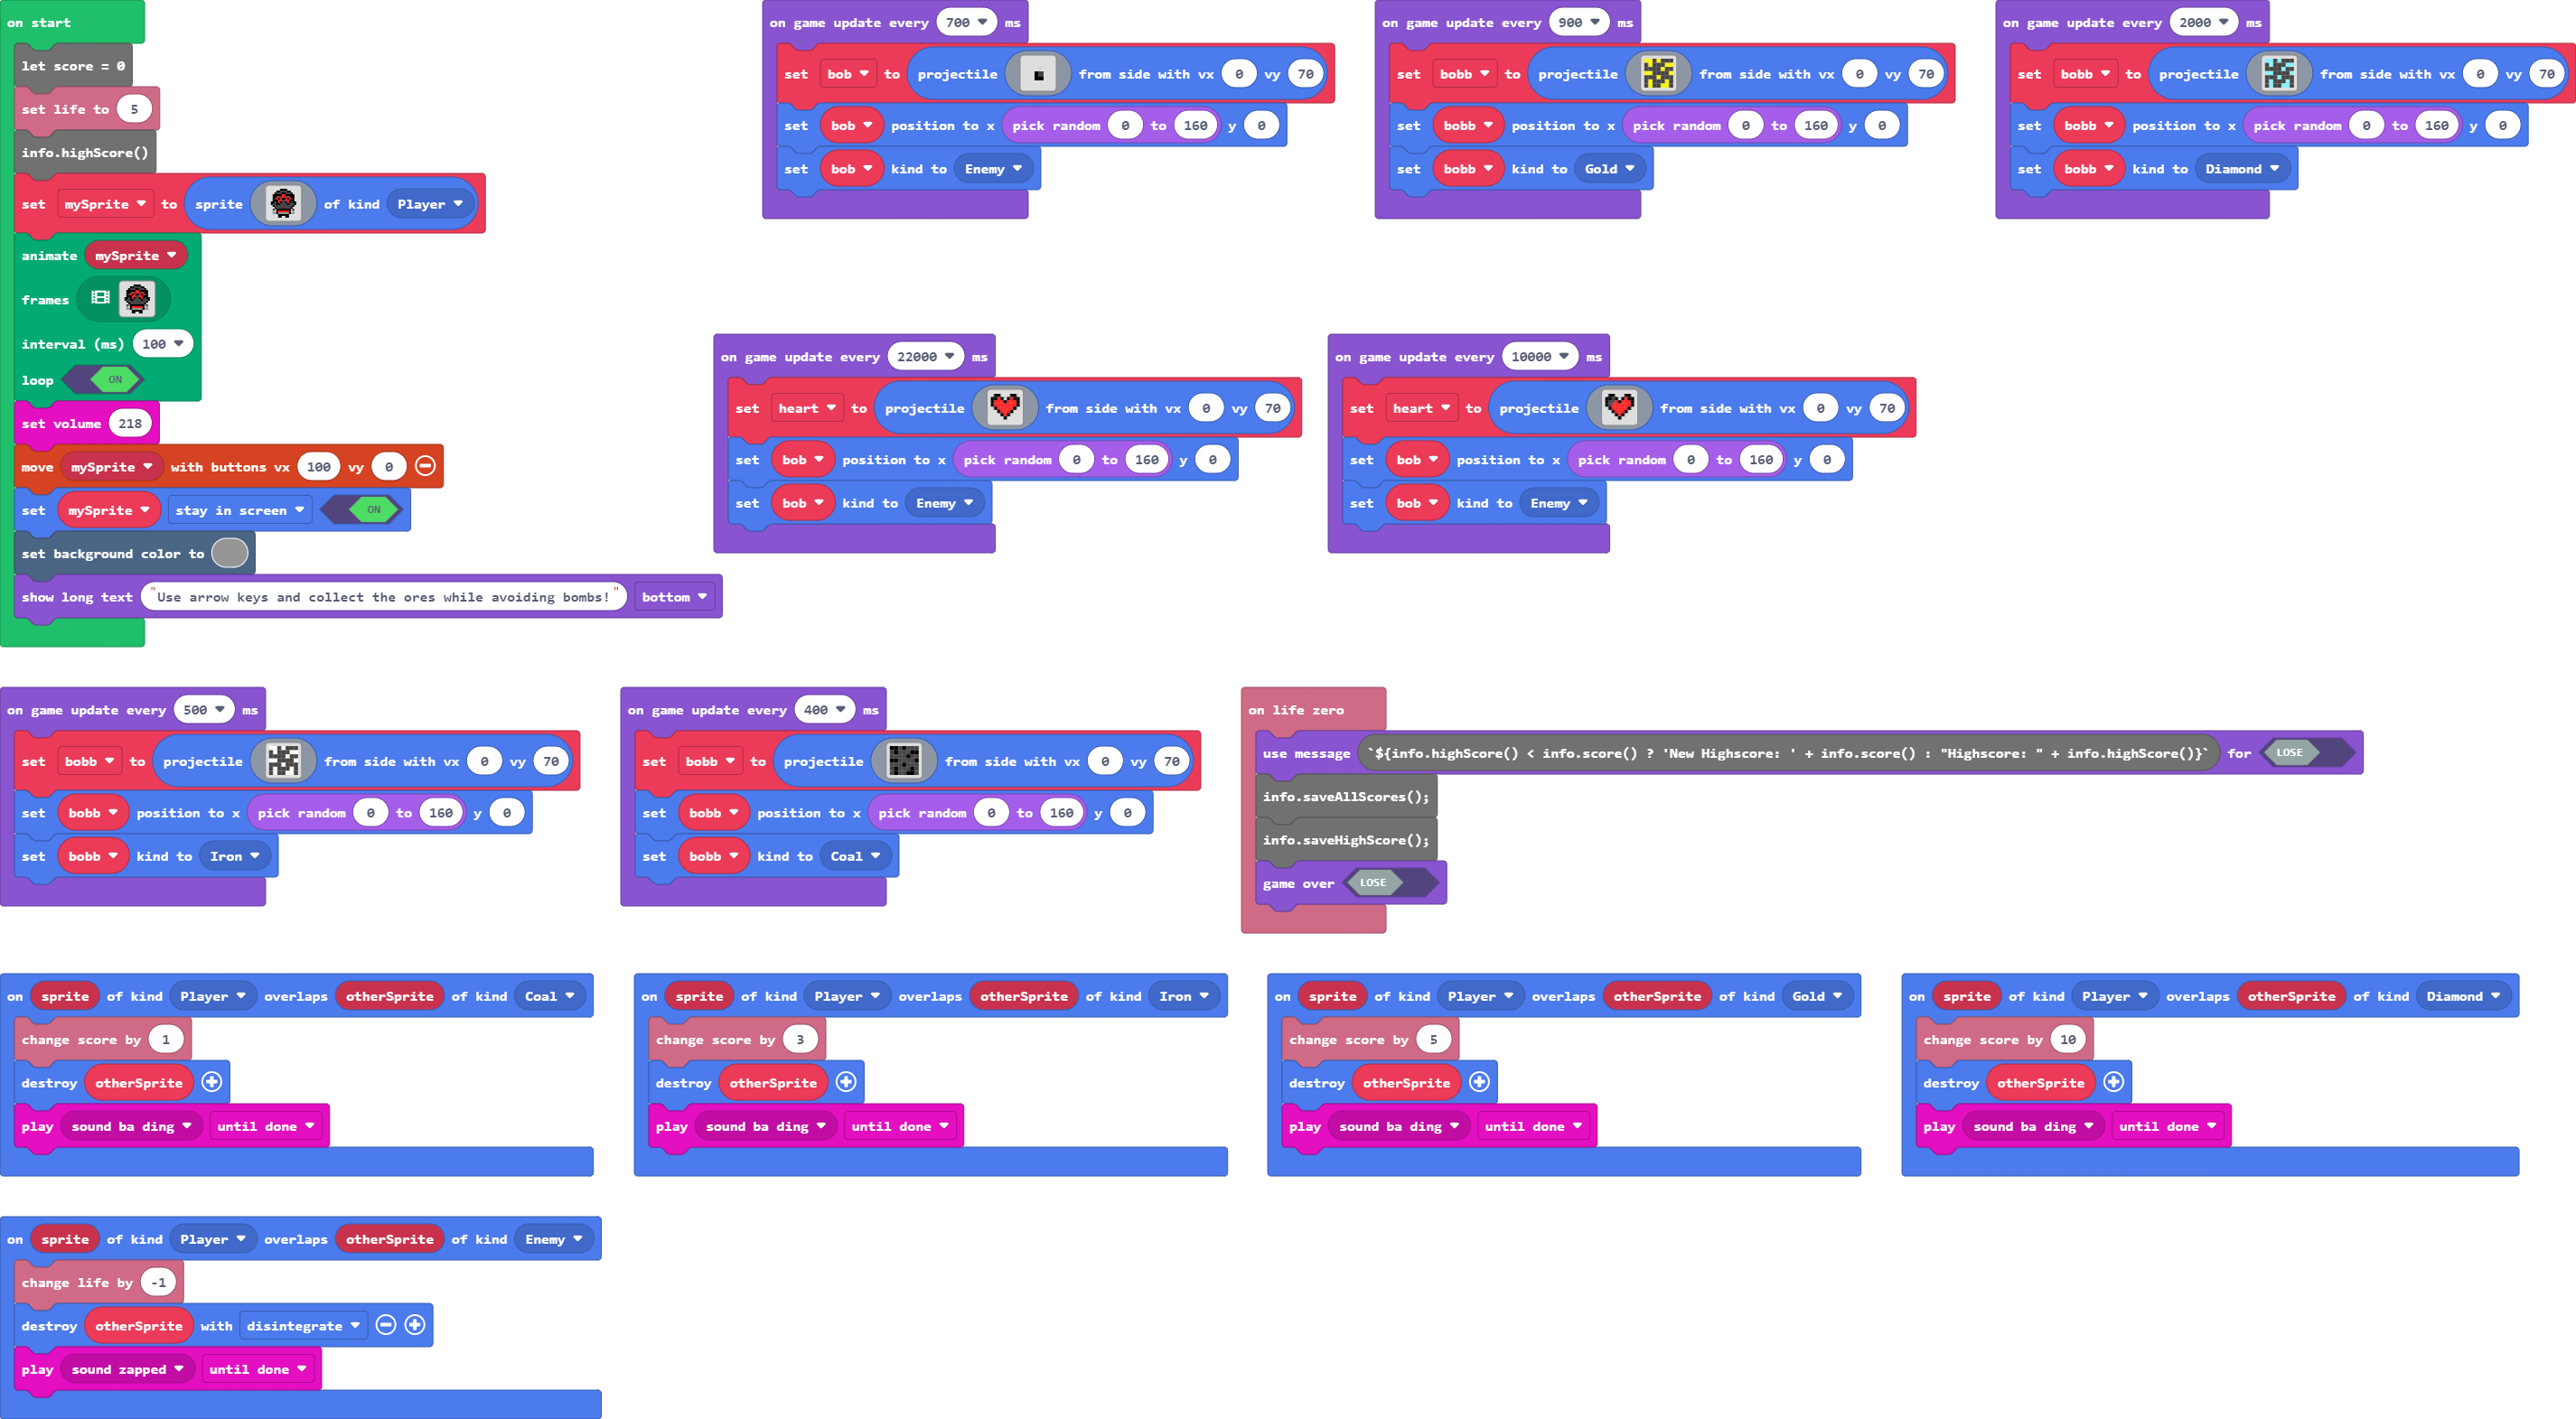 on start
let score = 0
set life to 5
info.highScore()
set mySprite to sprite of kind Player
animate mySprite
frames
interval (ms) 100
loop ON
set volume 218
move mySprite with buttons vx 100 vy 0
set mySprite stay in screen ON
set background color to
show long text "Use arrow keys and collect the ores while avoiding bombs!" bottom
on game update every 700 ms
set bob to projectile from side with vx 0 vy 70
set bob position to x pick random 0 to 160 y 0
set bob kind to Enemy
on game update every 900 ms
set bobb to projectile from side with vx 0 vy 70
set bobb position to x pick random 0 to 160 y 0
set bobb kind to Gold
on game update every 2000 ms
set bobb to projectile from side with vx 0 vy 70
set bobb position to x pick random 0 to 160 y 0
set bobb kind to Diamond
on game update every 22000 ms
set heart to projectile from side with vx 0 vy 70
set bob position to x pick random 0 to 160 y 0
set bob kind to Enemy
on game update every 10000 ms
set heart to projectile from side with vx 0 vy 70
set bob position to x pick random 0 to 160 y 0
set bob kind to Enemy
on game update every 500 ms
set bobb to projectile from side with vx 0 vy 70
set bobb position to x pick random 0 to 160 y 0
set bobb kind to Iron
on game update every 400 ms
set bobb to projectile from side with vx 0 vy 70
set bobb position to x pick random 0 to 160 y 0
set bobb kind to Coal
on life zero
use message `${info.highScore() < info.score() ? 'New Highscore: ' + info.score() : "Highscore: " + info.highScore()}` for LOSE
info.saveAllScores();
info.saveHighScore();
game over LOSE
on sprite of kind Player overlaps otherSprite of kind Coal
change score by 1
destroy otherSprite
play sound ba ding until done
on sprite of kind Player overlaps otherSprite of kind Iron
change score by 3
destroy otherSprite
play sound ba ding until done
on sprite of kind Player overlaps otherSprite of kind Gold
change score by 5
destroy otherSprite
play sound ba ding until done
on sprite of kind Player overlaps otherSprite of kind Diamond
change score by 10
destroy otherSprite
play sound ba ding until done
on sprite of kind Player overlaps otherSprite of kind Enemy
change life by -1
destroy otherSprite with disintegrate
play sound zapped until done